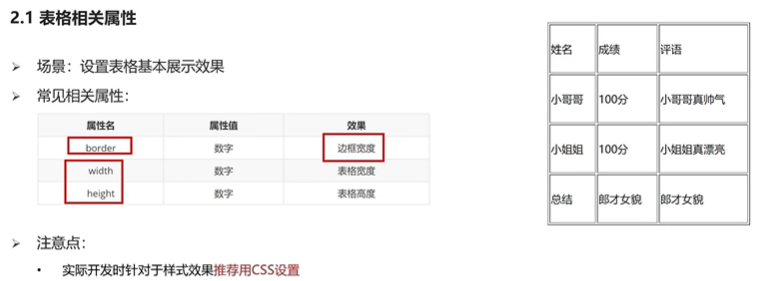 2.1 表格相关属性
➢ 场景：设置表格基本展示效果
➢ 常见相关属性：
属性名 属性值 效果
border 数字 边框宽度
width 数字 表格宽度
height 数字 表格高度
➢ 注意点：
• 实际开发时针对于样式效果推荐用CSS设置
姓名 成绩 评语
小哥哥 100分 小哥哥真帅气
小姐姐 100分 小姐姐真漂亮
总结 郎才女貌 郎才女貌